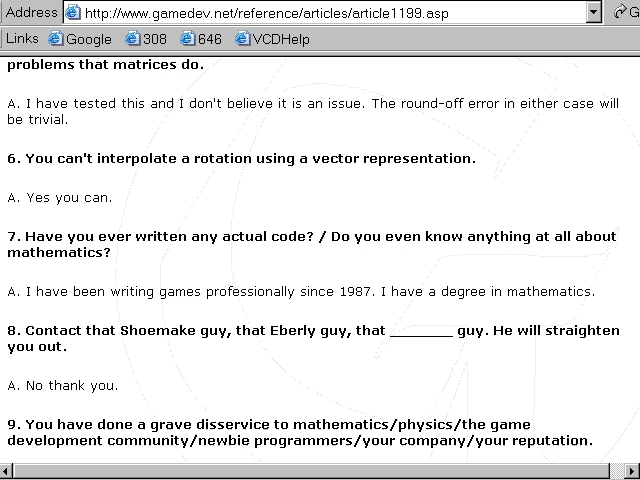 Address http://www.gamedev.net/reference/articles/article1199.asp G
Links Google 308 646 VCDHelp
problems that matrices do.
A. I have tested this and I don't believe it is an issue. The round-off error in either case will
be trivial.
6. You can't interpolate a rotation using a vector representation.
A. Yes you can.
7. Have you ever written any actual code? / Do you even know anything at all about
mathematics?
A. I have been writing games professionally since 1987. I have a degree in mathematics.
8. Contact that Shoemake guy, that Eberly guy, that ________ guy. He will straighten
you out.
A. No thank you.
9. You have done a grave disservice to mathematics/physics/the game
development community/newbie programmers/your company/your reputation.